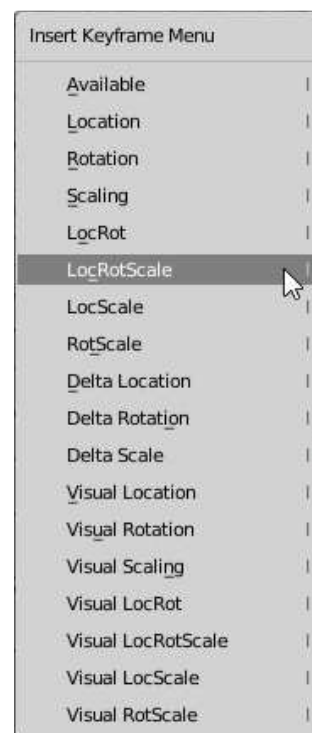 Insert Keyframe Menu
Available
Location
Rotation
Scaling
LocRot
LocRotScale
LocScale
RotScale
Delta Location
Delta Rotation
Delta Scale
Visual Location
Visual Rotation
Visual Scaling
Visual LocRot
Visual LocRotScale
Visual LocScale
Visual RotScale